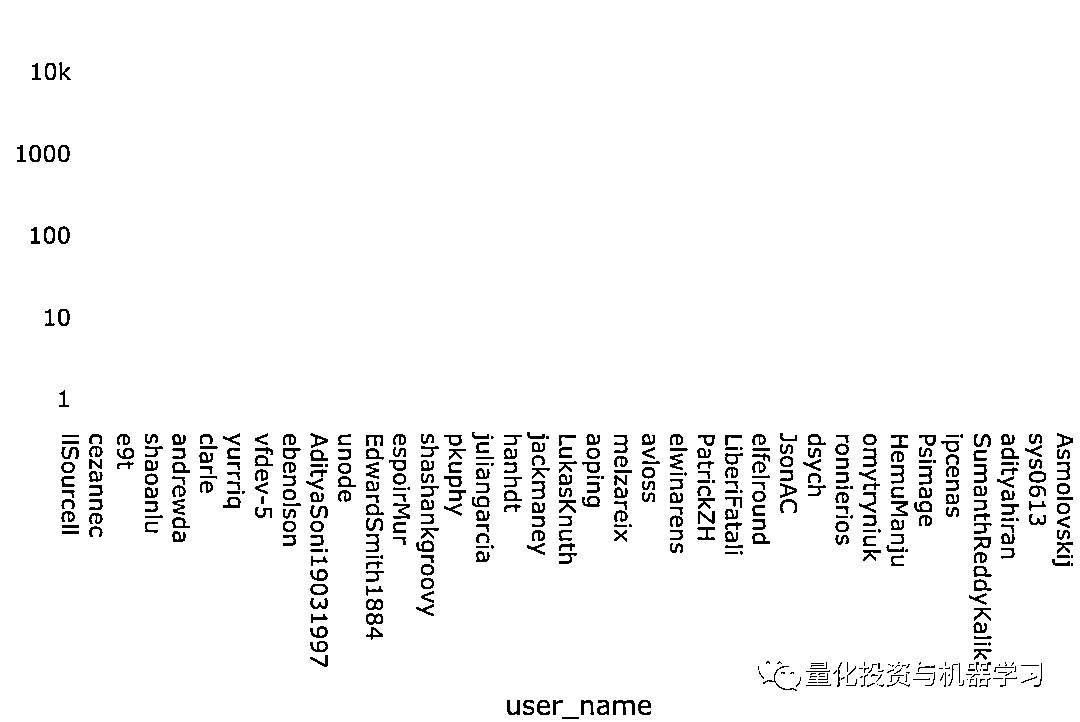 10k
1000
100
10
1
llSourcell
cezannec
e9t
shaoanlu
andrewda
clarle
yurrriq
vfdev-5
ebenolson
AdityaSoni19031997
unode
EdwardSmith1884
espoirMur
shashankgroovy
pkuphy
juliangarcia
hanhdt
jackmaney
LukasKnuth
aoping
melzareix
avloss
elwinarens
PatrickZH
LiberiFatali
elfelround
JsonAC
dsych
ronnierios
omytryniuk
HemuManju
Psimage
ipcenas
SumanthReddyKaliki
adityahiran
sys0613
Asmolovskij
量化投资与机器学习
user_name